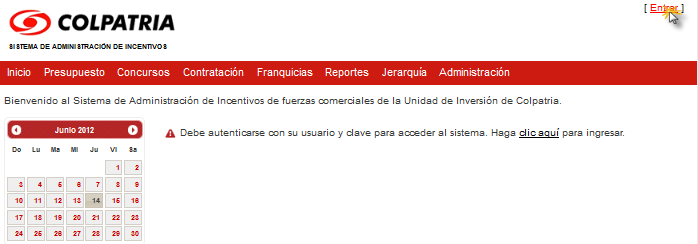 [ Entrar ]
COLPATRIA
SISTEMA DE ADMINISTRACIÓN DE INCENTIVOS
Inicio Presupuesto Concursos Contratación Franquicias Reportes Jerarquía Administración
Bienvenido al Sistema de Administración de Incentivos de fuerzas comerciales de la Unidad de Inversión de Colpatria.
Junio 2012
Do Lu Ma Mi Ju Vi Sa
1 2
3 4 5 6 7 8 9
10 11 12 13 14 15 16
17 18 19 20 21 22 23
24 25 26 27 28 29 30
Debe autenticarse con su usuario y clave para acceder al sistema. Haga clic aquí para ingresar.